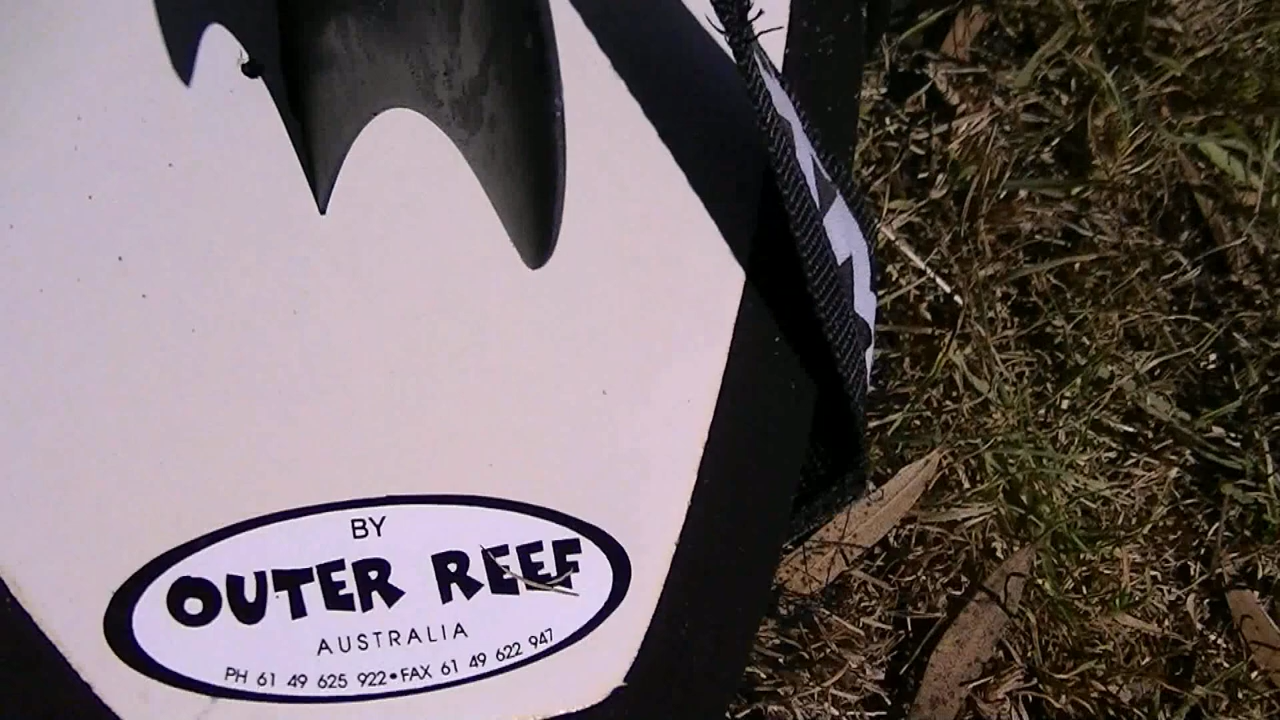 BY
OUTER REEF
AUSTRALIA
PH 61 49 625 922•FAX 61 49 622 947